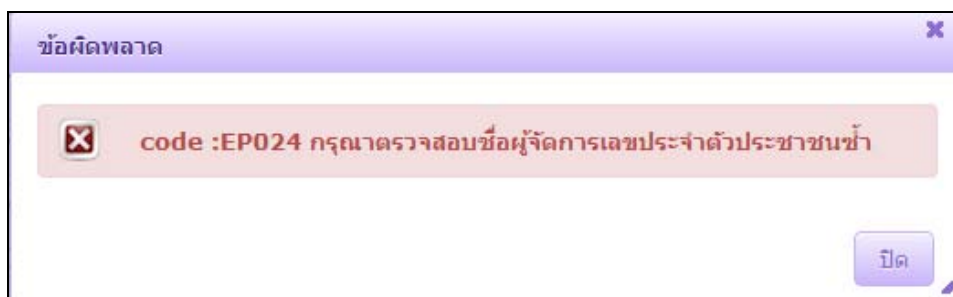 ข้อผิดพลาด
code :EP024 กรุณาตรวจสอบชื่อผู้จัดการเลขประจำตัวประชาชนซ้ำ
ปิด